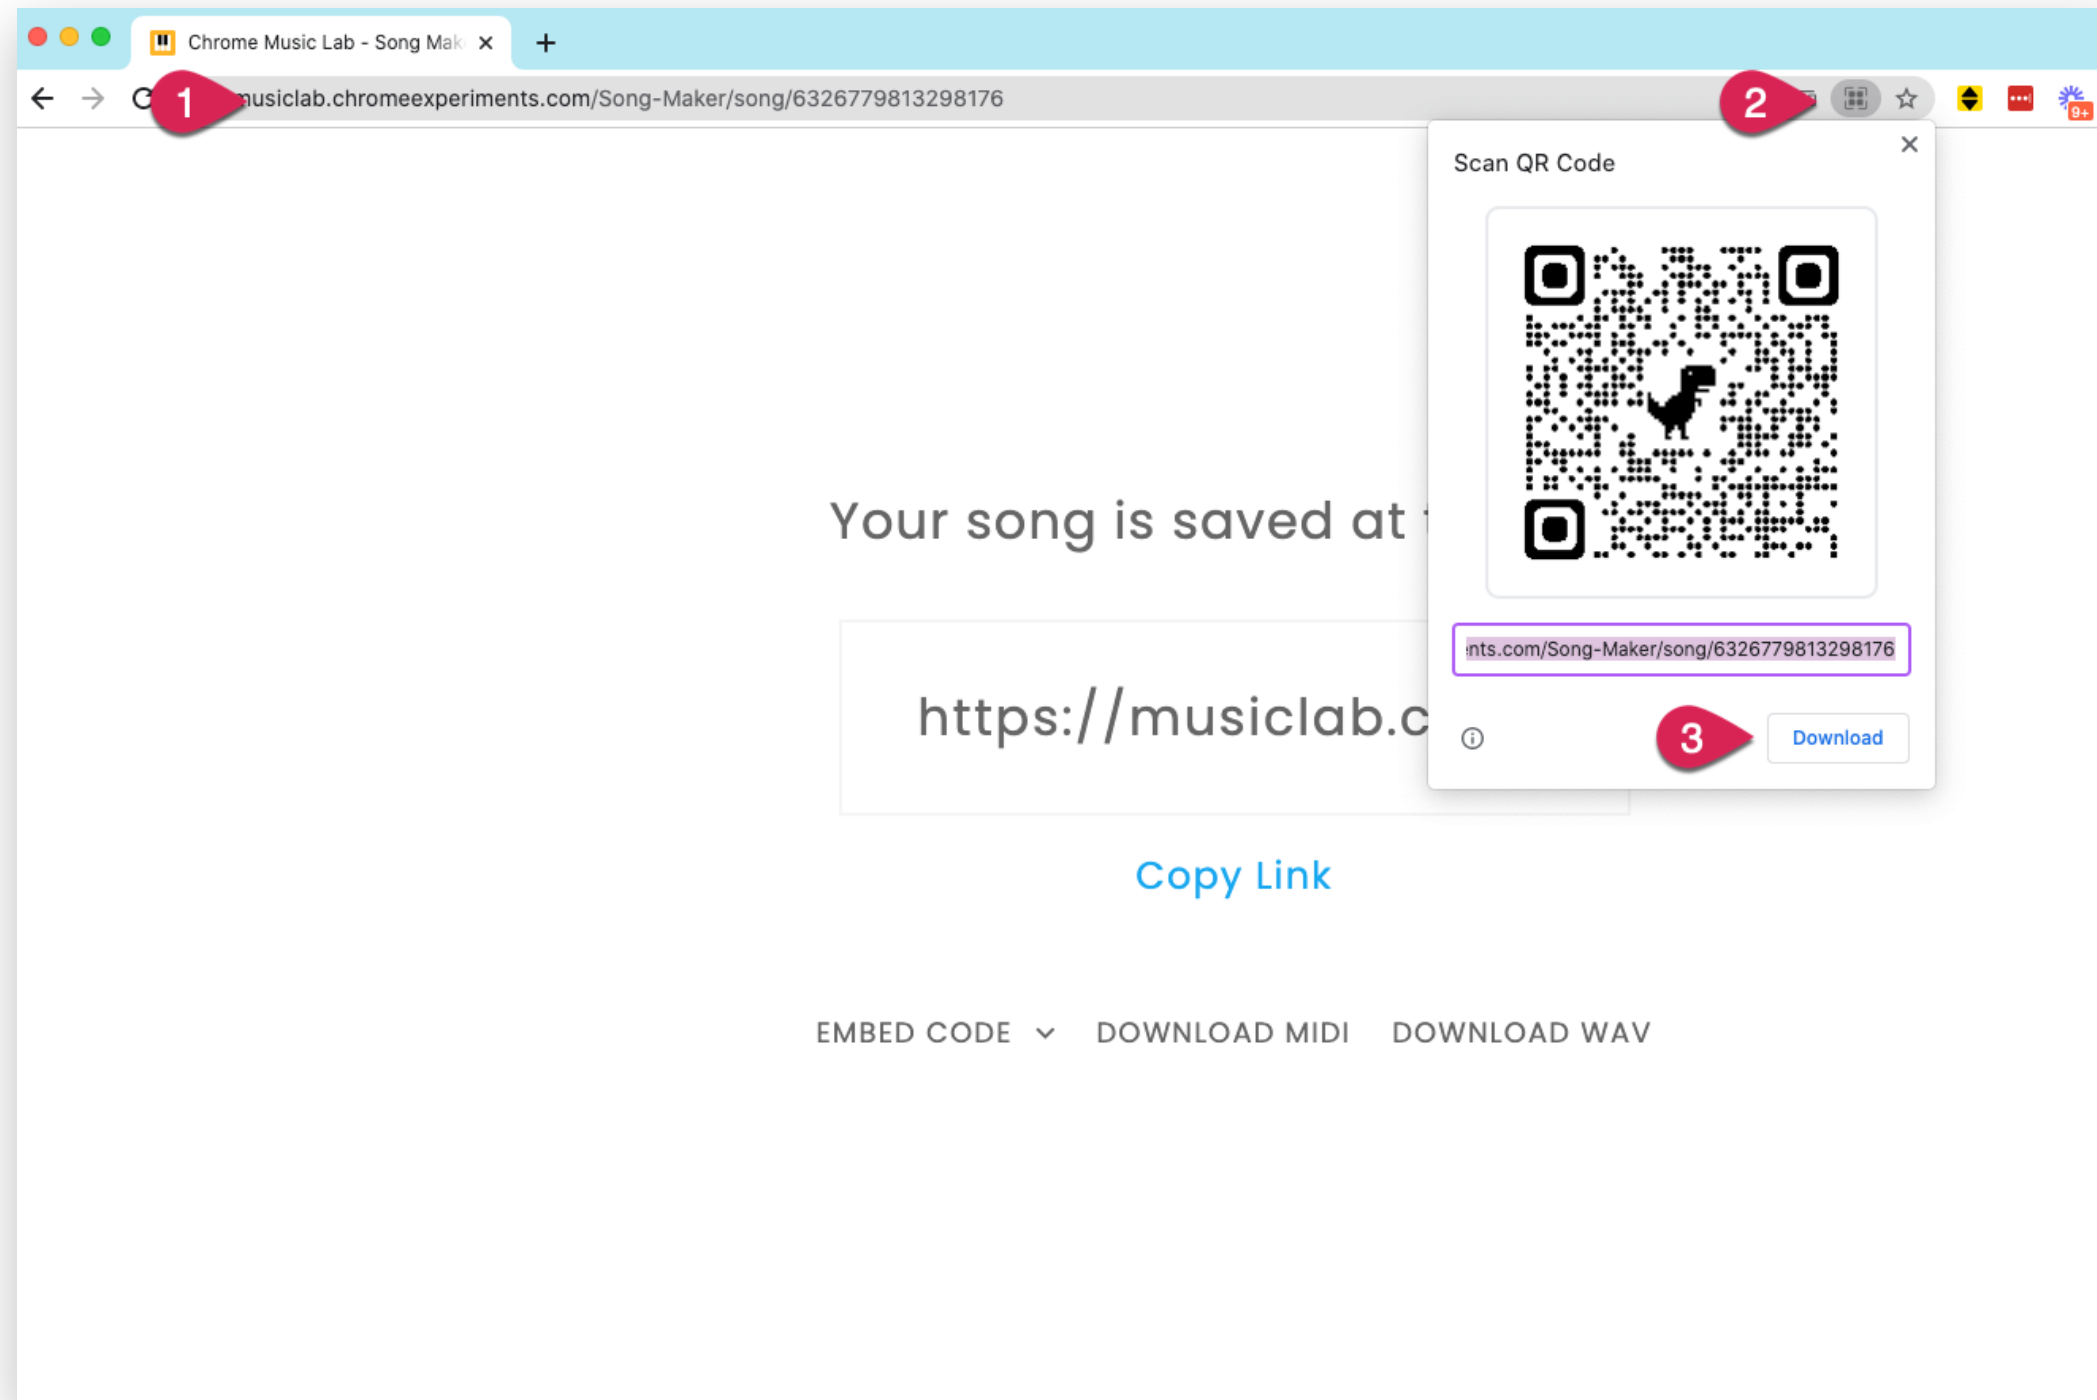 Chrome Music Lab - Song Mak
1
musiclab.chromeexperiments.com/Song-Maker/song/6326779813298176
2
9+
Scan QR Code
Your song is saved at
nts.com/Song-Maker/song/6326779813298176
https://musiclab.c
3
Download
Copy Link
EMBED CODE DOWNLOAD MIDI DOWNLOAD WAV